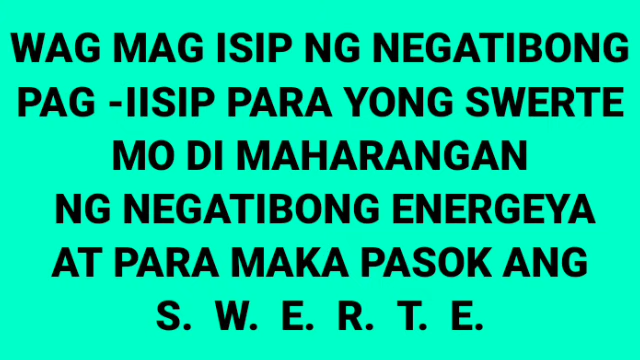 WAG MAG ISIP NG NEGATIBONG
PAG -IISIP PARA YONG SWERTE
MO DI MAHARANGAN
NG NEGATIBONG ENERGEYA
AT PARA MAKA PASOK ANG
S. W. E. R. T. E.